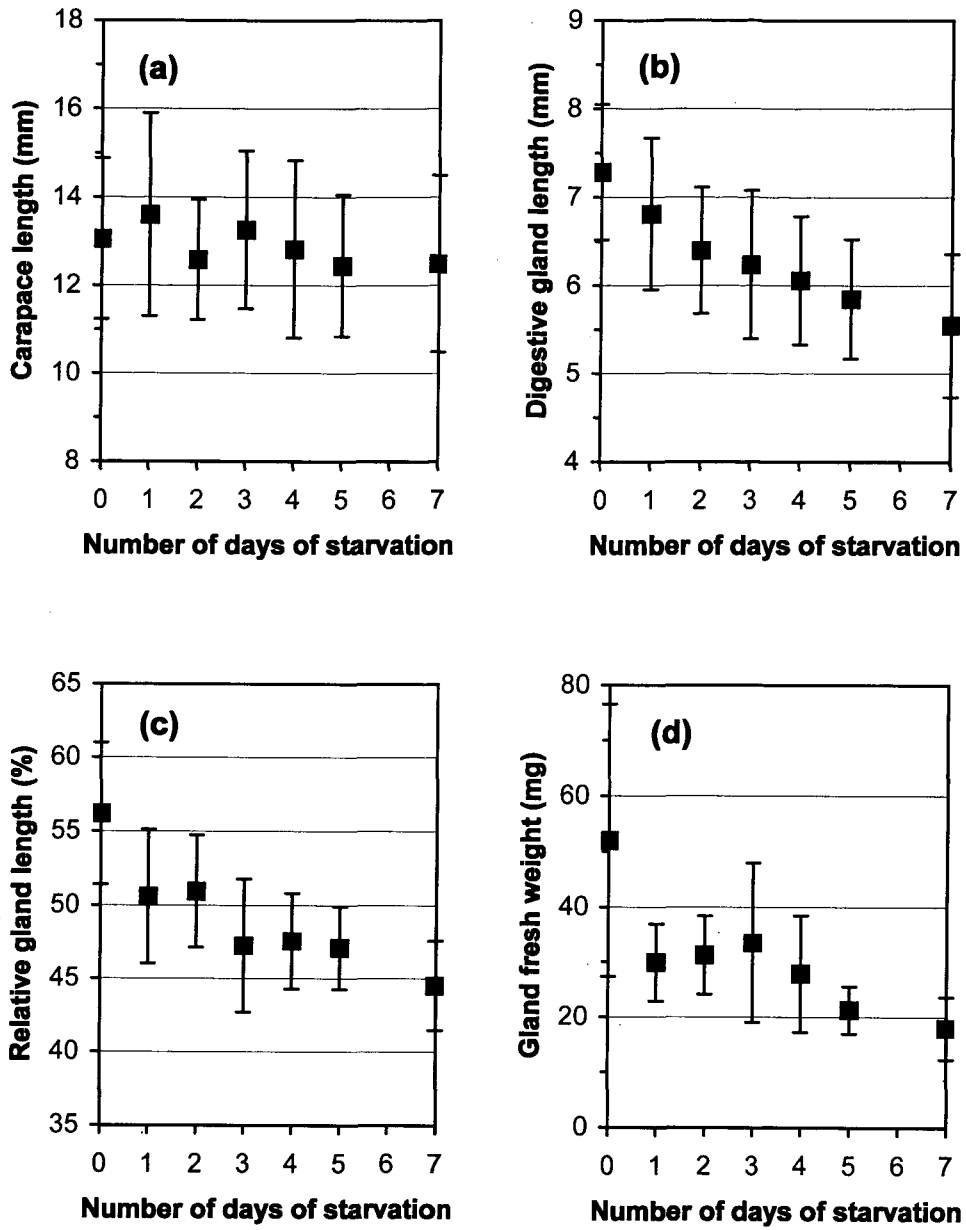 (a)
Carapace length (mm)
18
16
14
12
10
8
0 1 2 3 4 5 6 7
Number of days of starvation
(b)
Digestive gland length (mm)
9
8
7
6
5
4
0 1 2 3 4 5 6 7
Number of days of starvation
(c)
Relative gland length (%)
65
60
55
50
45
40
35
0 1 2 3 4 5 6 7
Number of days of starvation
(d)
Gland fresh weight (mg)
80
60
40
20
0
0 1 2 3 4 5 6 7
Number of days of starvation